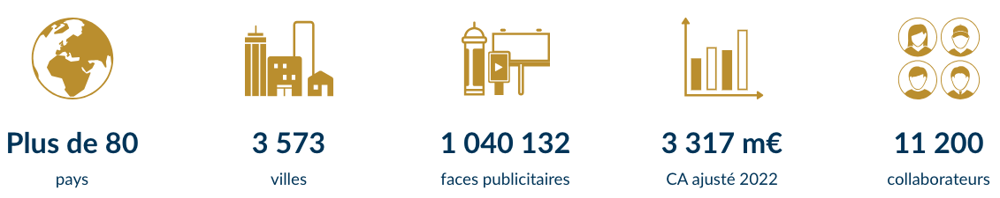 Plus de 80
pays
3 573
villes
1 040 132
faces publicitaires
3 317 m€
CA ajusté 2022
11 200
collaborateurs